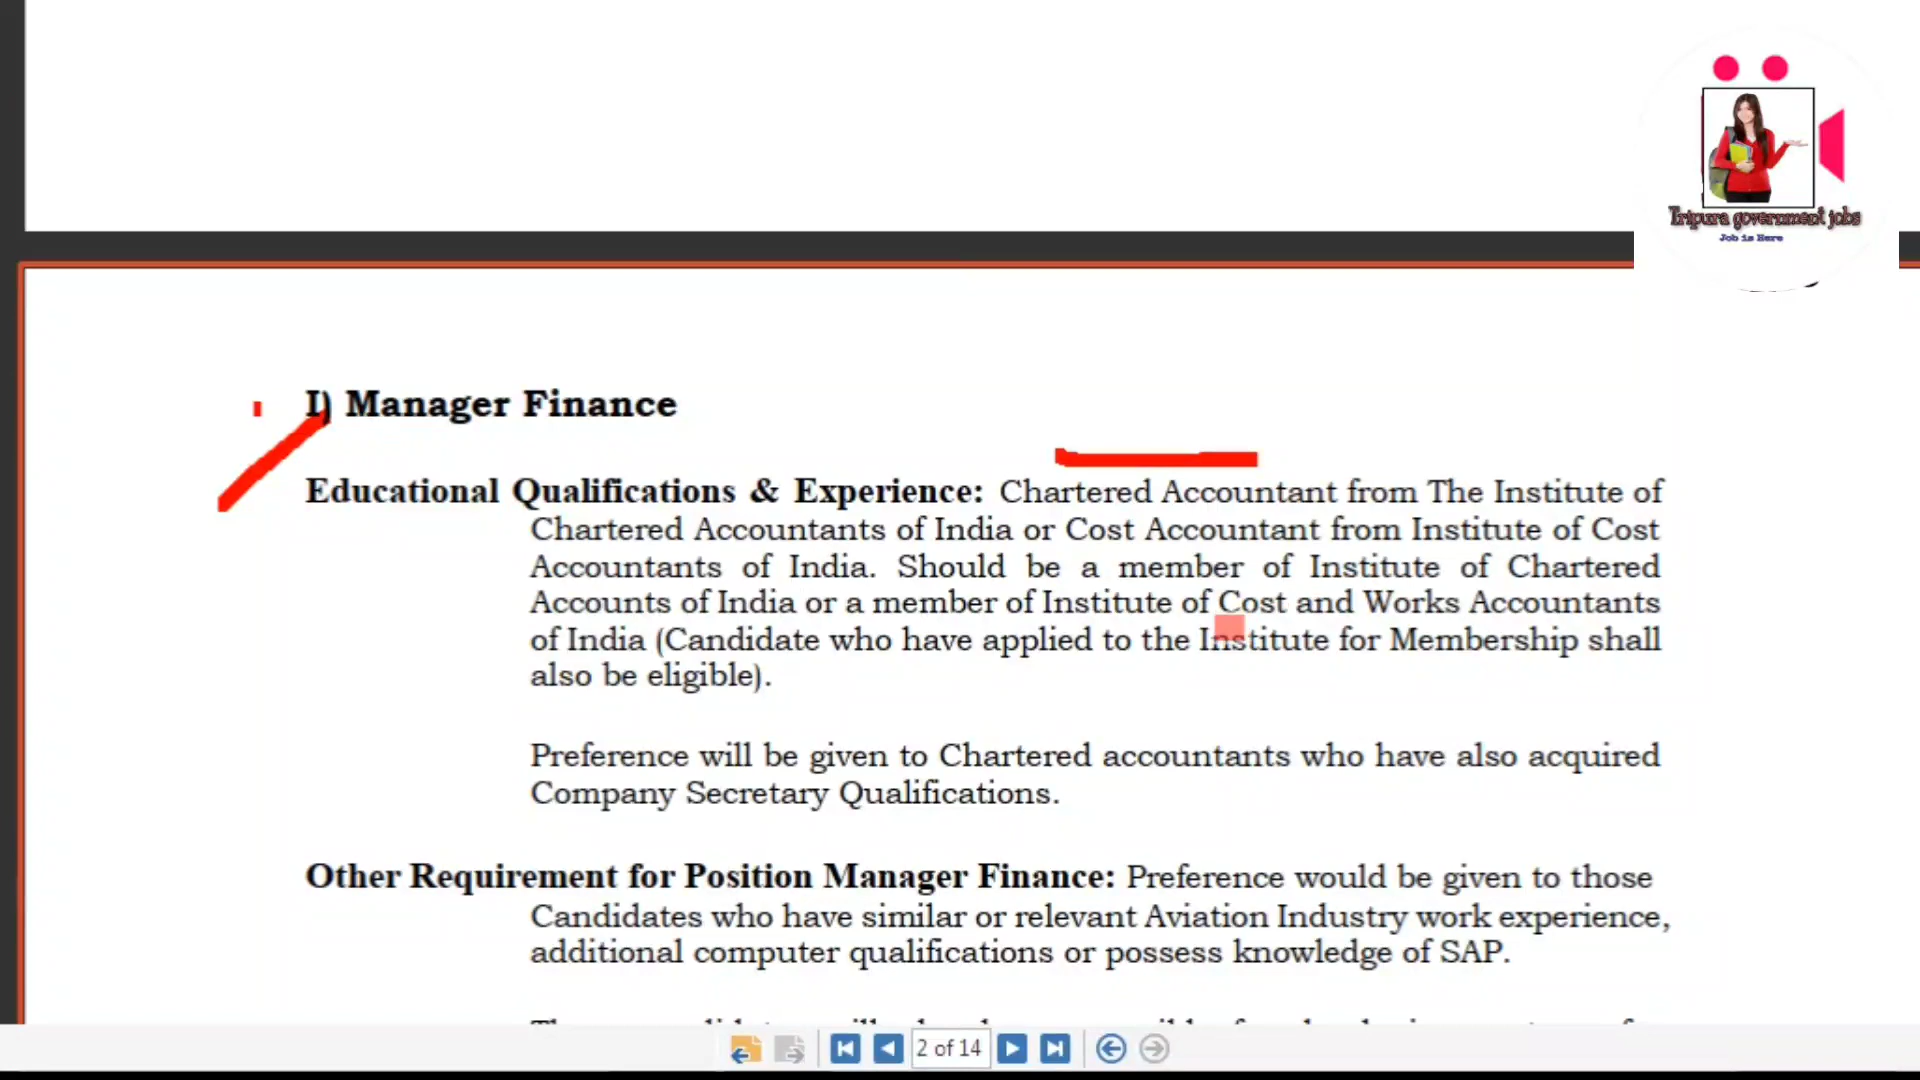 Tripura government jobs
Job is Here
I) Manager Finance
Educational Qualifications & Experience: Chartered Accountant from The Institute of
Chartered Accountants of India or Cost Accountant from Institute of Cost
Accountants of India. Should be a member of Institute of Chartered
Accounts of India or a member of Institute of Cost and Works Accountants
of India (Candidate who have applied to the Institute for Membership shall
also be eligible).
Preference will be given to Chartered accountants who have also acquired
Company Secretary Qualifications.
Other Requirement for Position Manager Finance: Preference would be given to those
Candidates who have similar or relevant Aviation Industry work experience,
additional computer qualifications or possess knowledge of SAP.
2 of 14